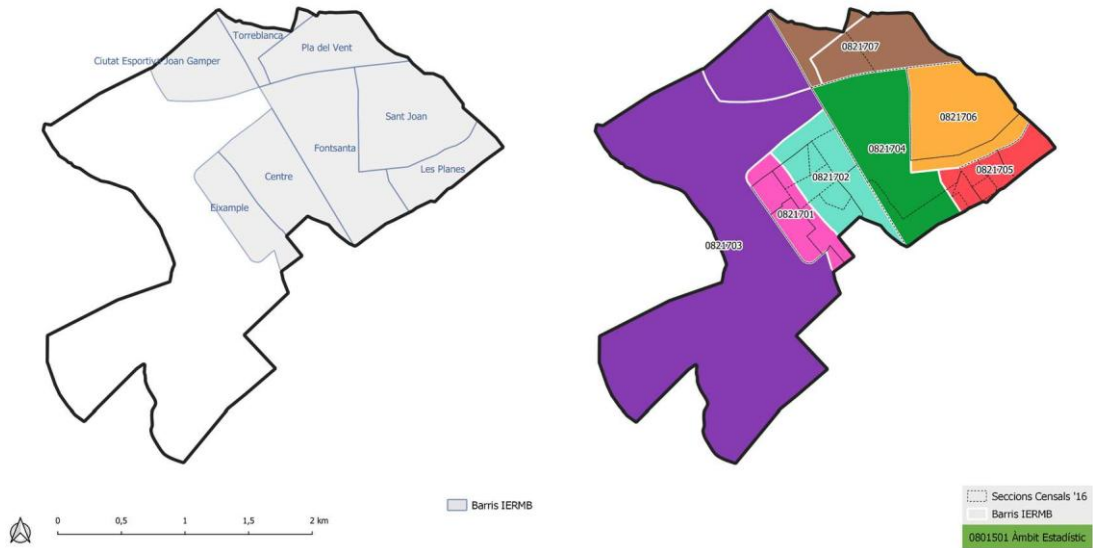 Torreblanca
Pla del Vent
Ciutat Esportiva Joan Gamper
Sant Joan
Fontsanta
Les Planes
Centre
Eixample
Barris IERMB
0
0,5
1
1,5
2 km
0821707
0821706
0821704
0821705
0821702
0821701
0821703
Seccions Censals '16
Barris IERMB
0801501 Àmbit Estadístic